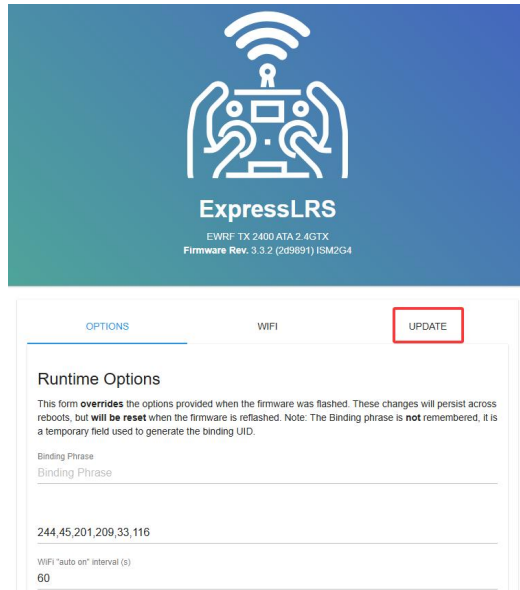 ExpressLRS
EWRF TX 2400 ATA 2.4GTX
Firmware Rev. 3.3.2 (2d9891) ISM2G4
OPTIONS WIFI UPDATE
Runtime Options
This form overrides the options provided when the firmware was flashed. These changes will persist across
reboots, but will be reset when the firmware is reflashed. Note: The Binding phrase is not remembered, it is
a temporary field used to generate the binding UID.
Binding Phrase
Binding Phrase
244,45,201,209,33,116
WiFi "auto on" interval (s)
60